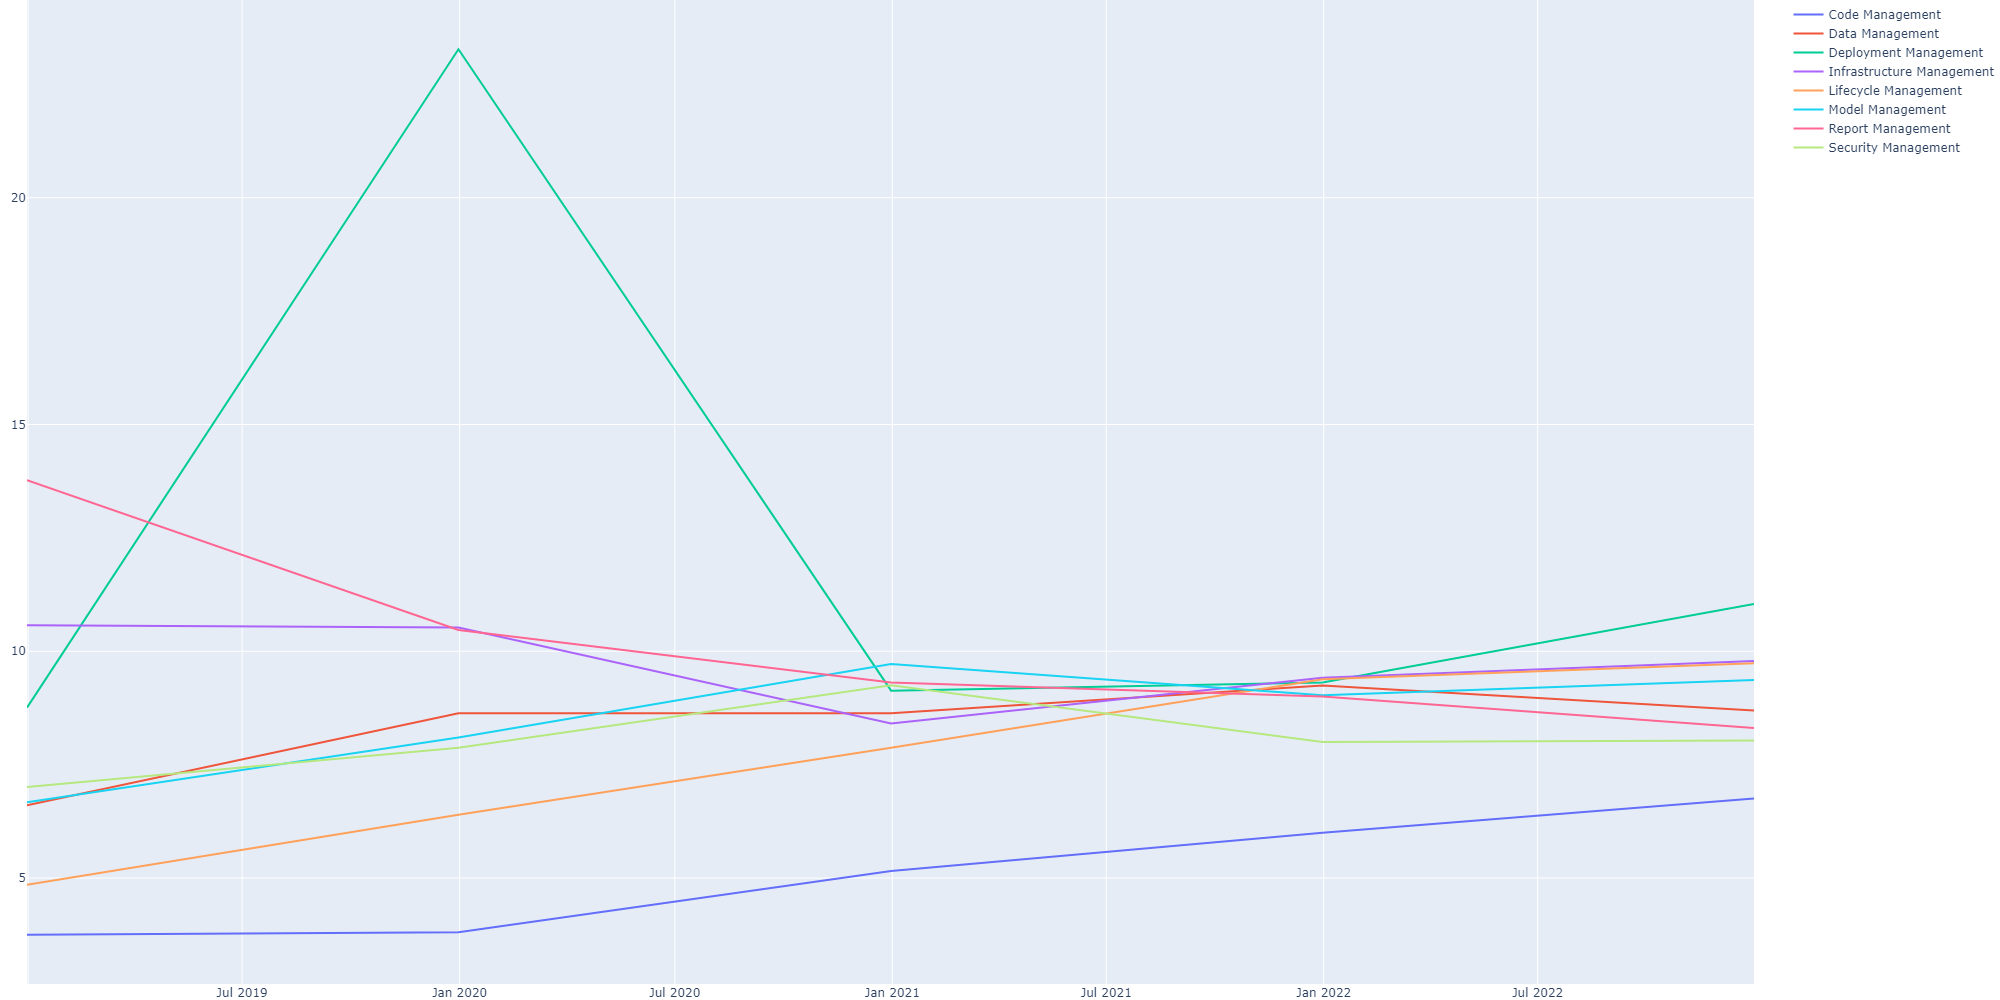 Code Management
Data Management
Deployment Management
Infrastructure Management
Lifecycle Management
Model Management
Report Management
Security Management
20
15
10
5
Jul 2019
Jan 2020
Jul 2020
Jan 2021
Jul 2021
Jan 2022
Jul 2022